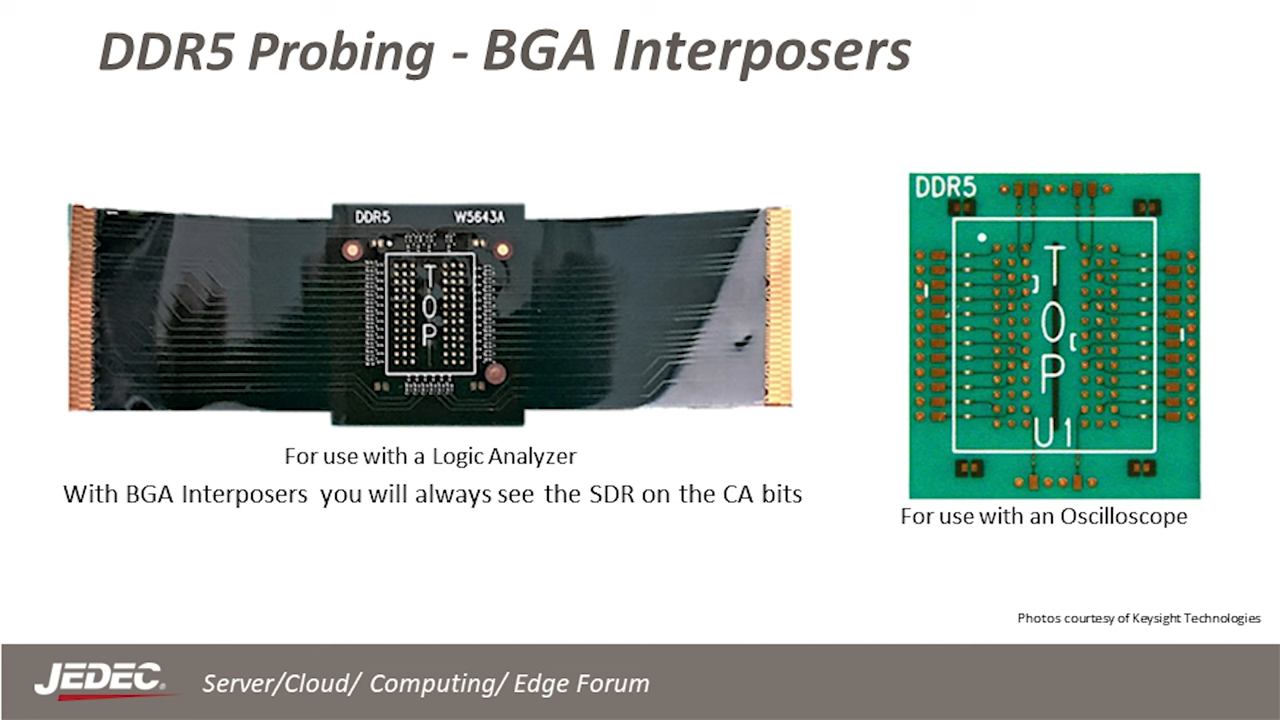 DDR5 Probing - BGA Interposers
DDR5 W5643A
TOP
For use with a Logic Analyzer
With BGA Interposers you will always see the SDR on the CA bits
DDR5
TOP
U1
For use with an Oscilloscope
Photos courtesy of Keysight Technologies
JEDEC.
Server/Cloud/ Computing/ Edge Forum